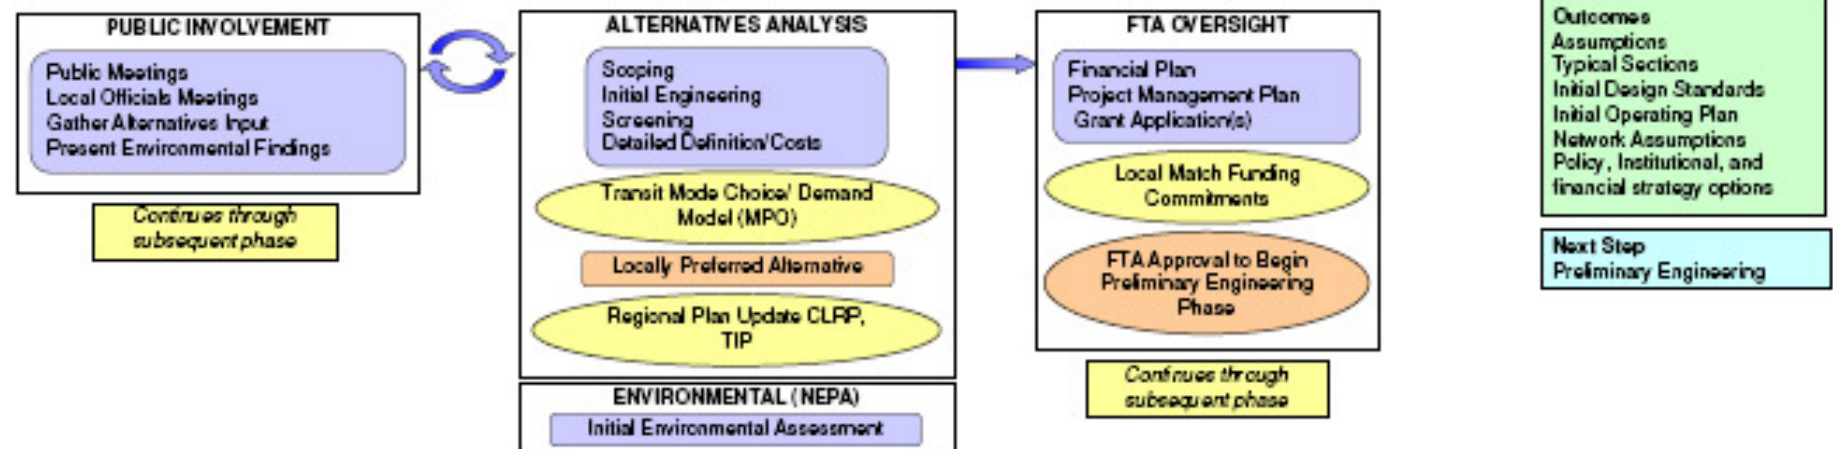 PUBLIC INVOLVEMENT
Public Meetings
Local Officials Meetings
Gather Alternatives Input
Present Environmental Findings
Continues through
subsequent phase
ALTERNATIVES ANALYSIS
Scoping
Initial Engineering
Screening
Detailed Definition/Costs
Transit Mode Choice/ Demand
Model (MPO)
Locally Preferred Alternative
Regional Plan Update CLRP,
TIP
ENVIRONMENTAL (NEPA)
Initial Environmental Assessment
FTA OVERSIGHT
Financial Plan
Project Management Plan
Grant Application(s)
Local Match Funding
Commitments
FTA Approval to Begin
Preliminary Engineering
Phase
Continues through
subsequent phase
Outcomes
Assumptions
Typical Sections
Initial Design Standards
Initial Operating Plan
Network Assumptions
Policy, Institutional, and
financial strategy options
Next Step
Preliminary Engineering